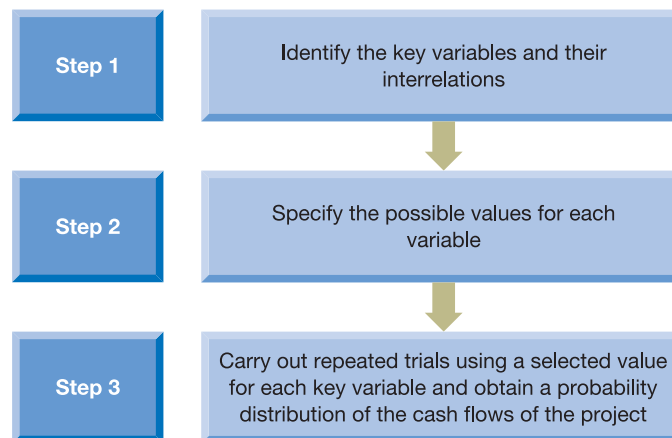 Step 1
Identify the key variables and their
interrelations
Step 2
Specify the possible values for each
variable
Step 3
Carry out repeated trials using a selected value
for each key variable and obtain a probability
distribution of the cash flows of the project